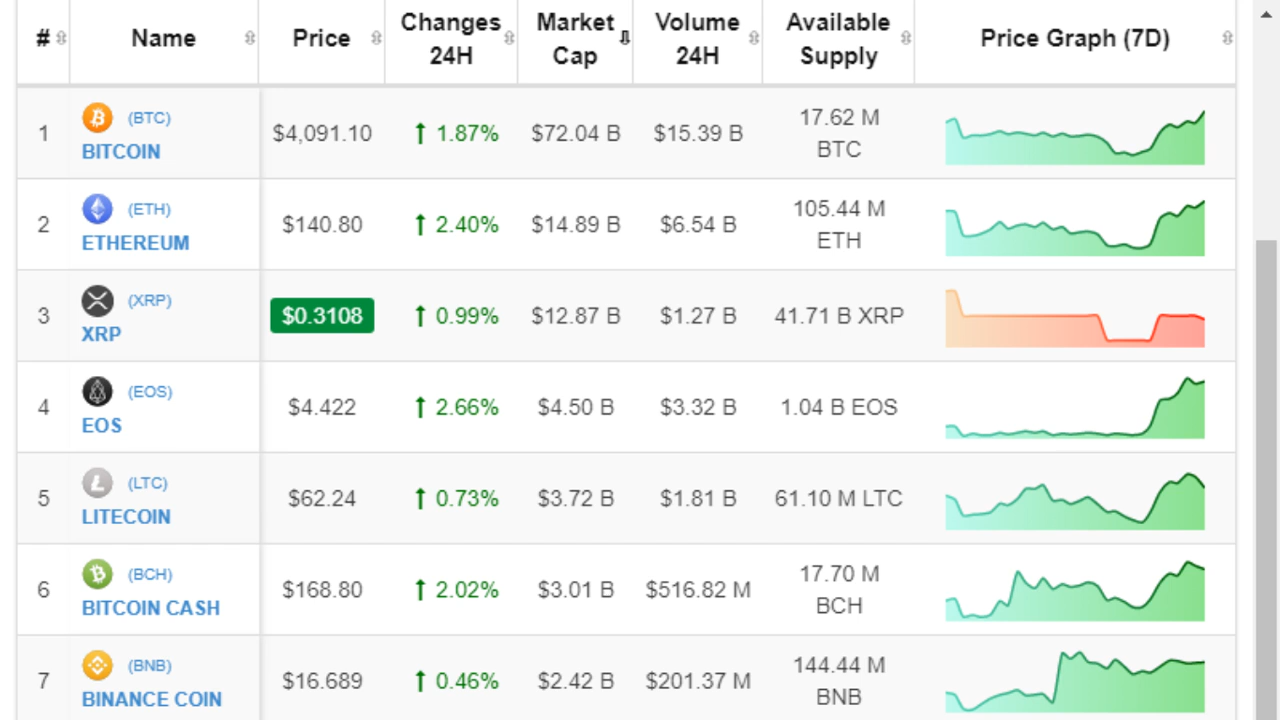 # Name Price Changes 24H Market Cap Volume 24H Available Supply Price Graph (7D)
1 (BTC) BITCOIN $4,091.10 ↑ 1.87% $72.04 B $15.39 B 17.62 M BTC
2 (ETH) ETHEREUM $140.80 ↑ 2.40% $14.89 B $6.54 B 105.44 M ETH
3 (XRP) XRP $0.3108 ↑ 0.99% $12.87 B $1.27 B 41.71 B XRP
4 (EOS) EOS $4.422 ↑ 2.66% $4.50 B $3.32 B 1.04 B EOS
5 (LTC) LITECOIN $62.24 ↑ 0.73% $3.72 B $1.81 B 61.10 M LTC
6 (BCH) BITCOIN CASH $168.80 ↑ 2.02% $3.01 B $516.82 M 17.70 M BCH
7 (BNB) BINANCE COIN $16.689 ↑ 0.46% $2.42 B $201.37 M 144.44 M BNB